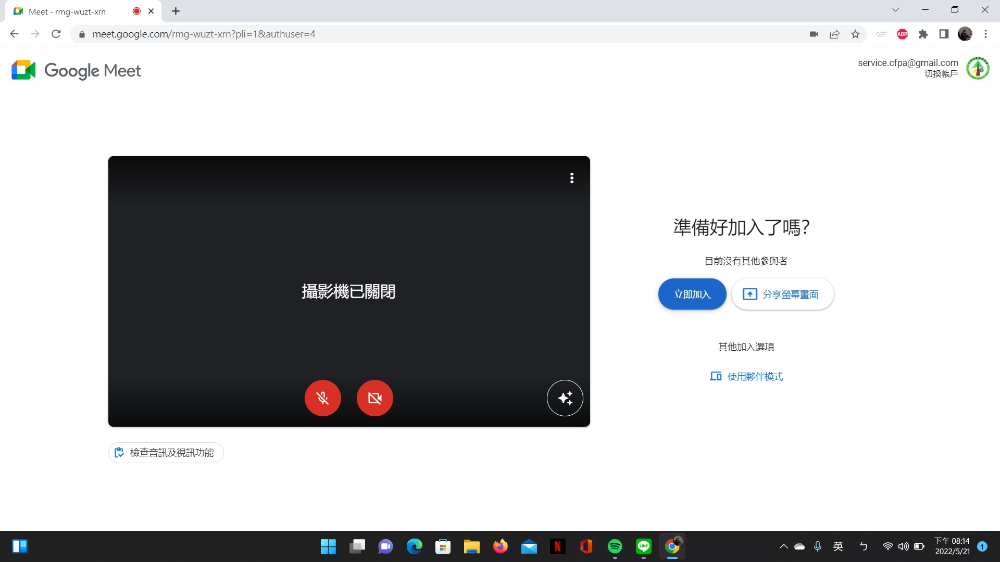 Meet - rmg-wuzt-xrn
meet.google.com/rmg-wuzt-xrn?pli=1&authuser=4
ABP
Google Meet
service.cfpa@gmail.com
切換帳戶
攝影機已關閉
準備好加入了嗎?
目前沒有其他參與者
立即加入
分享螢幕畫面
其他加入選項
使用夥伴模式
檢查音訊及視訊功能
N
LINE
英
ㄅ
下午 08:14
2022/5/21
1